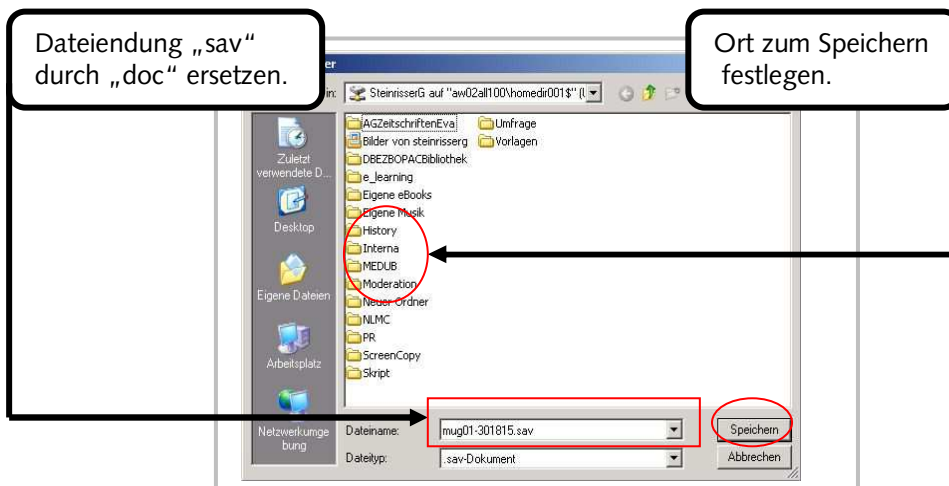 Dateiendung „sav“
durch „doc“ ersetzen.
Ort zum Speichern
festlegen.
er
in:
SteinrisserG auf "aw02all100\homedir001$" (
Zuletzt
verwendete D...
Desktop
Eigene Dateien
Arbeitsplatz
Netzwerkumge
bung
AGZeitschriftenEva
Bilder von steinrisserg
DBEZBOPACBibliothek
e_learning
Eigene eBooks
Eigene Musik
History
Interna
MEDUB
Moderation
Neuer Ordner
NLMC
PR
ScreenCopy
Skript
Umfrage
Vorlagen
Dateiname:
mug01-301815.sav
Speichern
Dateityp:
.sav-Dokument
Abbrechen